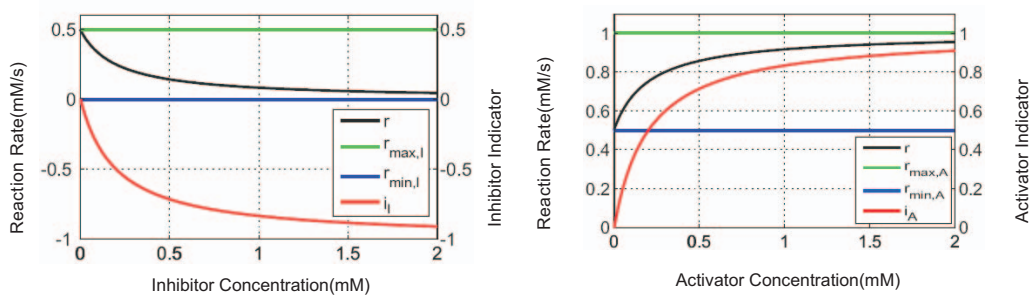 Reaction Rate(mM/s)
0.5
0
-0.5
-1
0.5
0
-0.5
-1
Inhibitor Indicator
r
r_max,I
r_min,I
i_I
0 0.5 1 1.5 2
Inhibitor Concentration(mM)
Reaction Rate(mM/s)
1
0.8
0.6
0.4
0.2
0
1
0.8
0.6
0.4
0.2
0
Activator Indicator
r
r_max,A
r_min,A
i_A
0 0.5 1 1.5 2
Activator Concentration(mM)